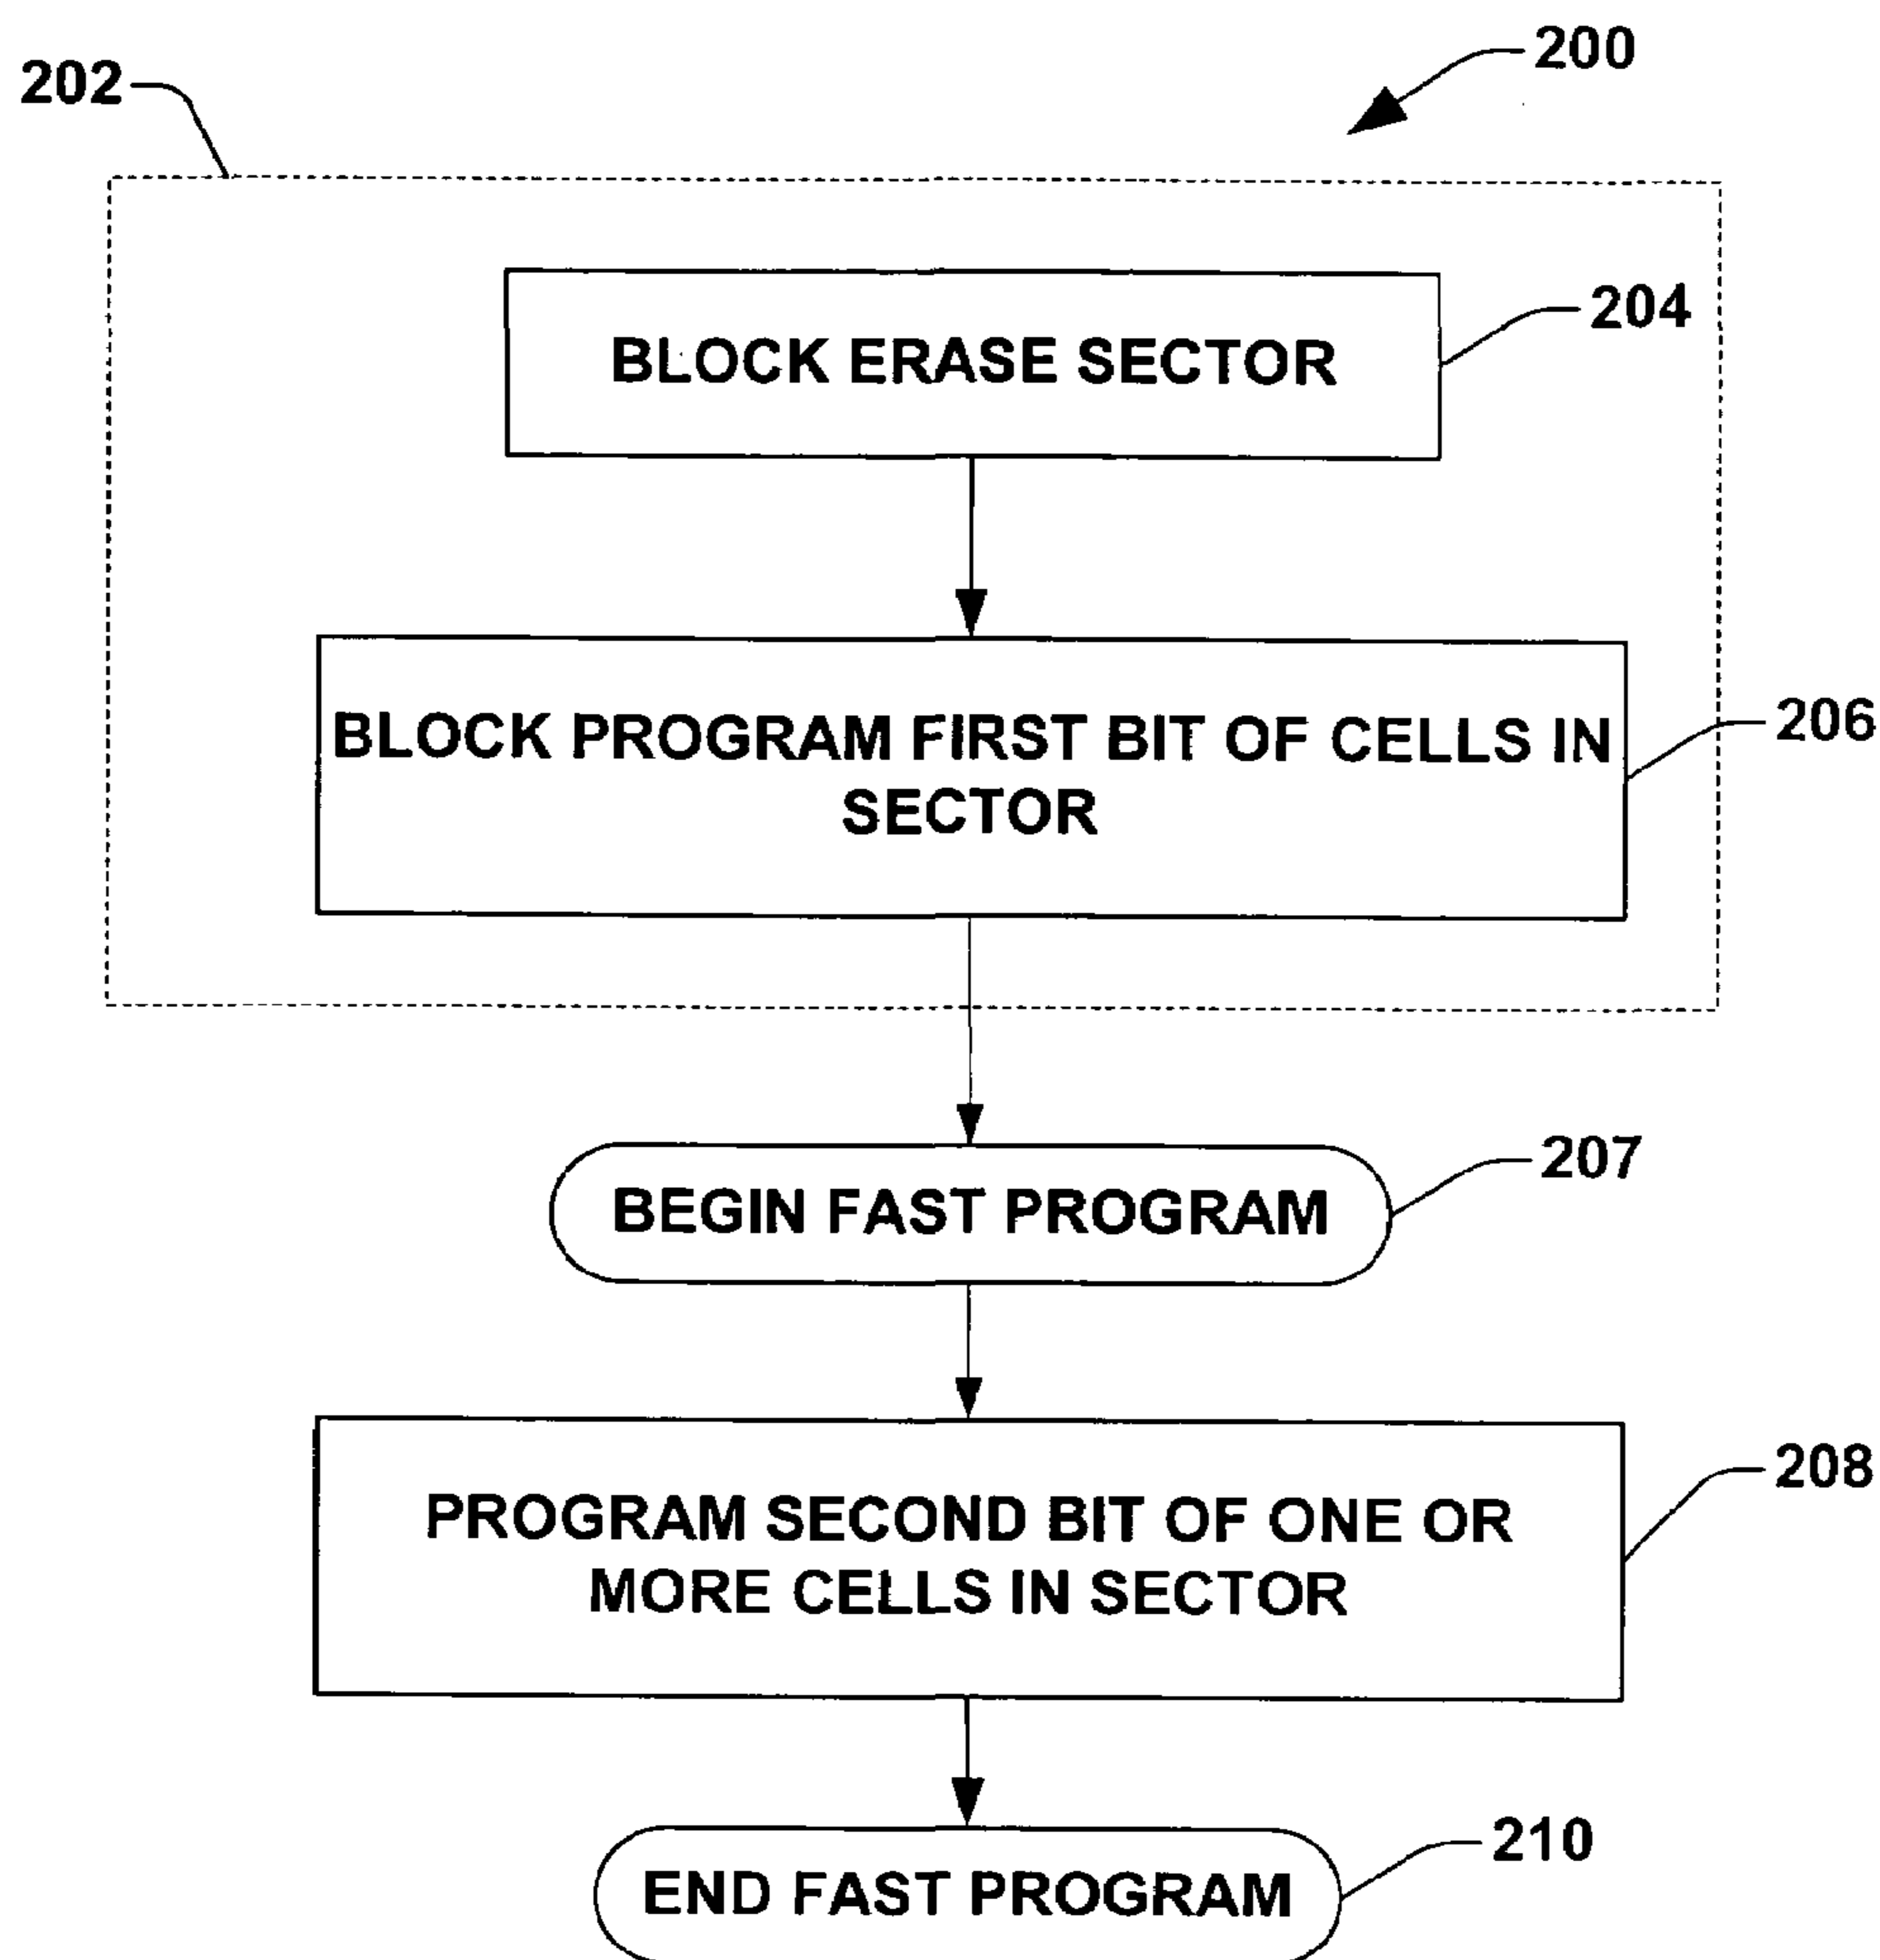 200
202
BLOCK ERASE SECTOR
204
BLOCK PROGRAM FIRST BIT OF CELLS IN
SECTOR
206
BEGIN FAST PROGRAM
207
PROGRAM SECOND BIT OF ONE OR
MORE CELLS IN SECTOR
208
END FAST PROGRAM
210